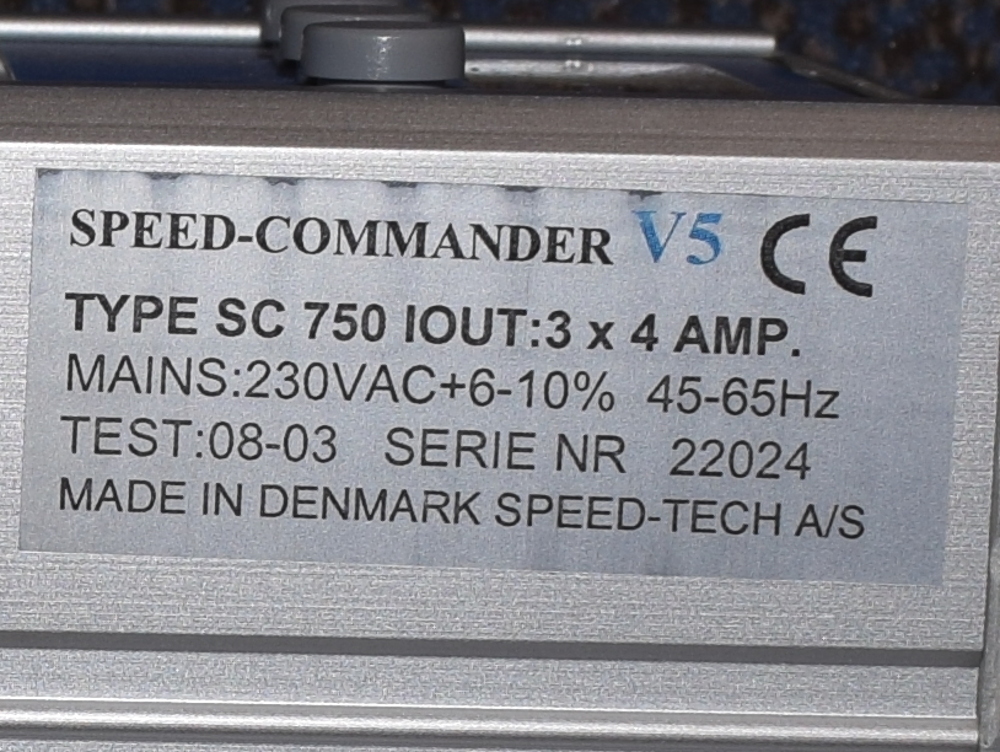 SPEED-COMMANDER V5 CE
TYPE SC 750 IOUT:3 x 4 AMP.
MAINS:230VAC+6-10% 45-65Hz
TEST:08-03 SERIE NR 22024
MADE IN DENMARK SPEED-TECH A/S